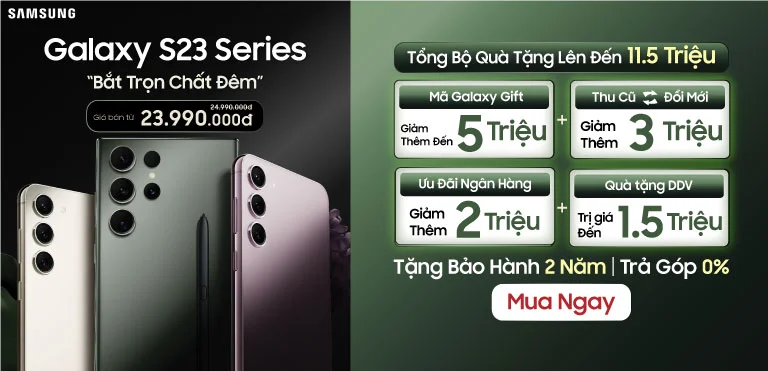 SAMSUNG
Galaxy S23 Series
“Bắt Trọn Chất Đêm”
24.990.000đ
Giá bán từ 23.990.000đ
Tổng Bộ Quà Tặng Lên Đến 11.5 Triệu
Mã Galaxy Gift
Giảm Thêm Đến 5 Triệu
+
Thu Cũ Đổi Mới
Giảm Thêm 3 Triệu
Ưu Đãi Ngân Hàng
Giảm Thêm 2 Triệu
+
Quà tặng DDV
Trị giá Đến 1.5 Triệu
Tặng Bảo Hành 2 Năm | Trả Góp 0%
Mua Ngay